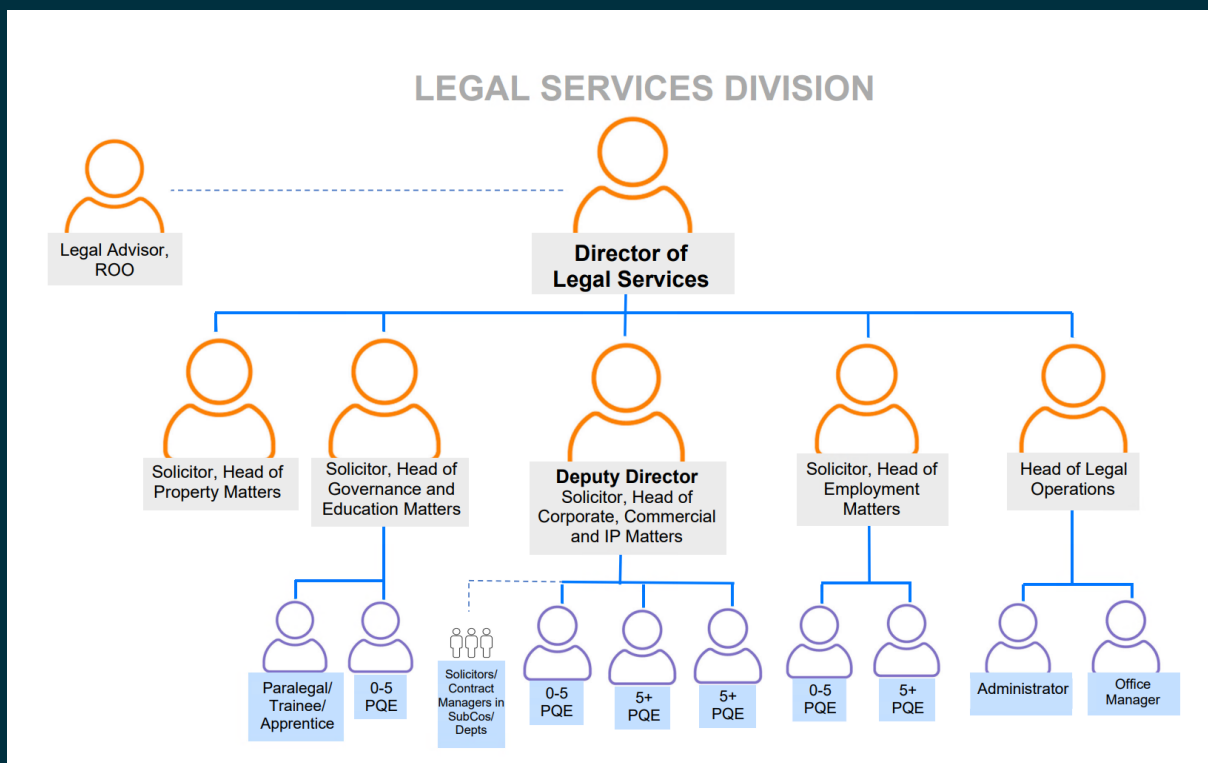 LEGAL SERVICES DIVISION
Legal Advisor,
ROO
Director of
Legal Services
Solicitor, Head of
Property Matters
Solicitor, Head of
Governance and
Education Matters
Deputy Director
Solicitor, Head of
Corporate, Commercial
and IP Matters
Solicitor, Head of
Employment
Matters
Head of Legal
Operations
Paralegal/
Trainee/
Apprentice
0-5
PQE
Solicitors/
Contract
Managers in
SubCos/
Depts
0-5
PQE
5+
PQE
5+
PQE
0-5
PQE
5+
PQE
Administrator
Office
Manager